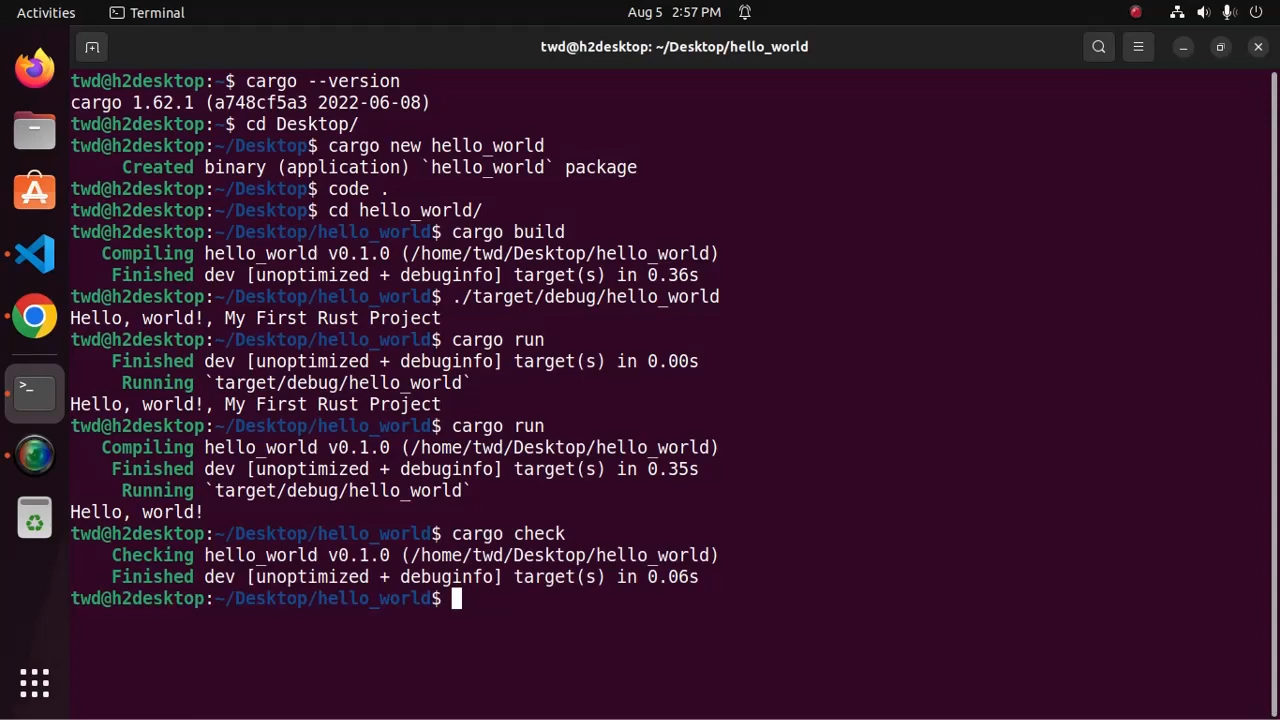 Activities Terminal Aug 5 2:57 PM
twd@h2desktop: ~/Desktop/hello_world
twd@h2desktop:~$ cargo --version
cargo 1.62.1 (a748cf5a3 2022-06-08)
twd@h2desktop:~$ cd Desktop/
twd@h2desktop:~/Desktop$ cargo new hello_world
     Created binary (application) `hello_world` package
twd@h2desktop:~/Desktop$ code .
twd@h2desktop:~/Desktop$ cd hello_world/
twd@h2desktop:~/Desktop/hello_world$ cargo build
   Compiling hello_world v0.1.0 (/home/twd/Desktop/hello_world)
    Finished dev [unoptimized + debuginfo] target(s) in 0.36s
twd@h2desktop:~/Desktop/hello_world$ ./target/debug/hello_world
Hello, world!, My First Rust Project
twd@h2desktop:~/Desktop/hello_world$ cargo run
    Finished dev [unoptimized + debuginfo] target(s) in 0.00s
     Running `target/debug/hello_world`
Hello, world!, My First Rust Project
twd@h2desktop:~/Desktop/hello_world$ cargo run
   Compiling hello_world v0.1.0 (/home/twd/Desktop/hello_world)
    Finished dev [unoptimized + debuginfo] target(s) in 0.35s
     Running `target/debug/hello_world`
Hello, world!
twd@h2desktop:~/Desktop/hello_world$ cargo check
    Checking hello_world v0.1.0 (/home/twd/Desktop/hello_world)
    Finished dev [unoptimized + debuginfo] target(s) in 0.06s
twd@h2desktop:~/Desktop/hello_world$